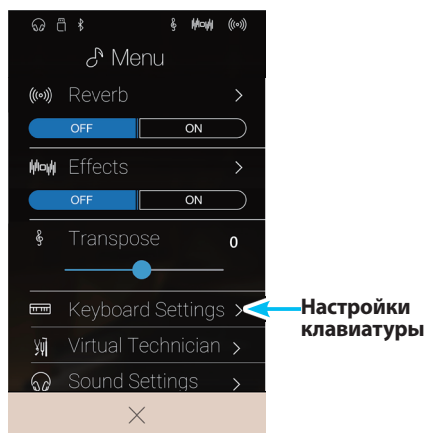 Menu
Reverb
OFF ON
Effects
OFF ON
Transpose 0
Keyboard Settings
Настройки
клавиатуры
Virtual Technician
Sound Settings